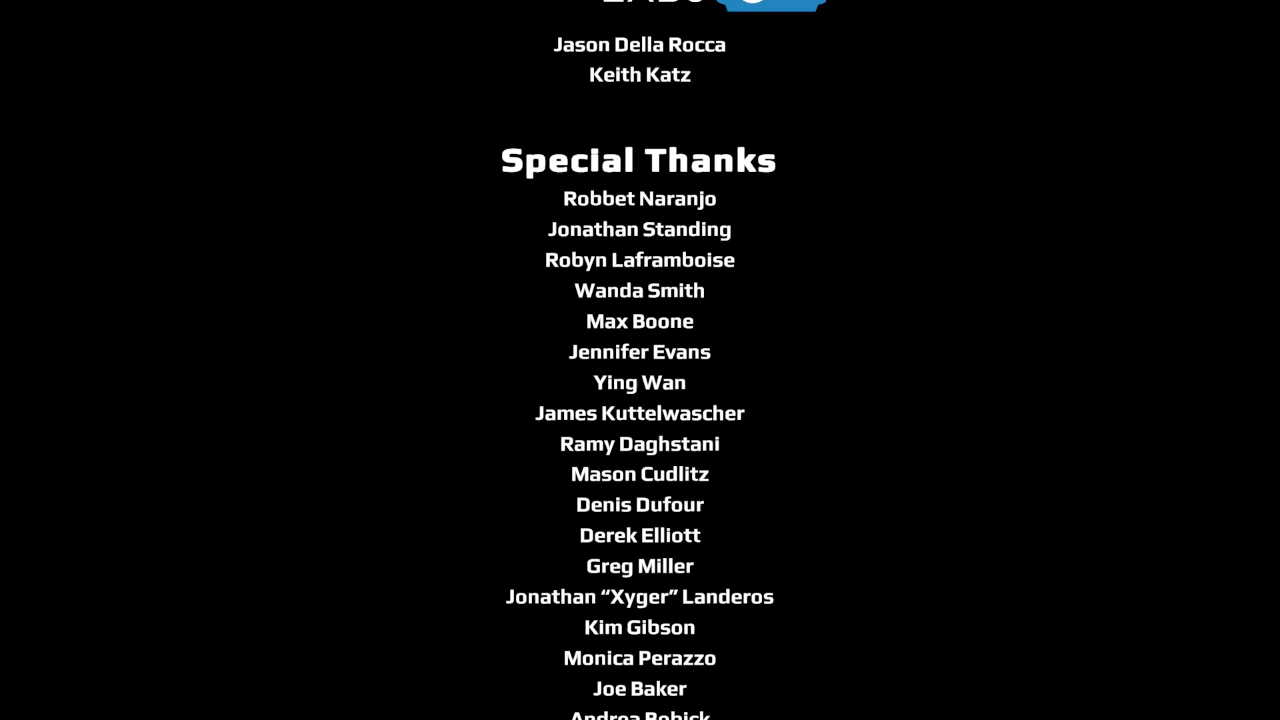 Jason Della Rocca
Keith Katz
Special Thanks
Robbet Naranjo
Jonathan Standing
Robyn Laframboise
Wanda Smith
Max Boone
Jennifer Evans
Ying Wan
James Kuttelwascher
Ramy Daghstani
Mason Cudlitz
Denis Dufour
Derek Elliott
Greg Miller
Jonathan “Xyger” Landeros
Kim Gibson
Monica Perazzo
Joe Baker